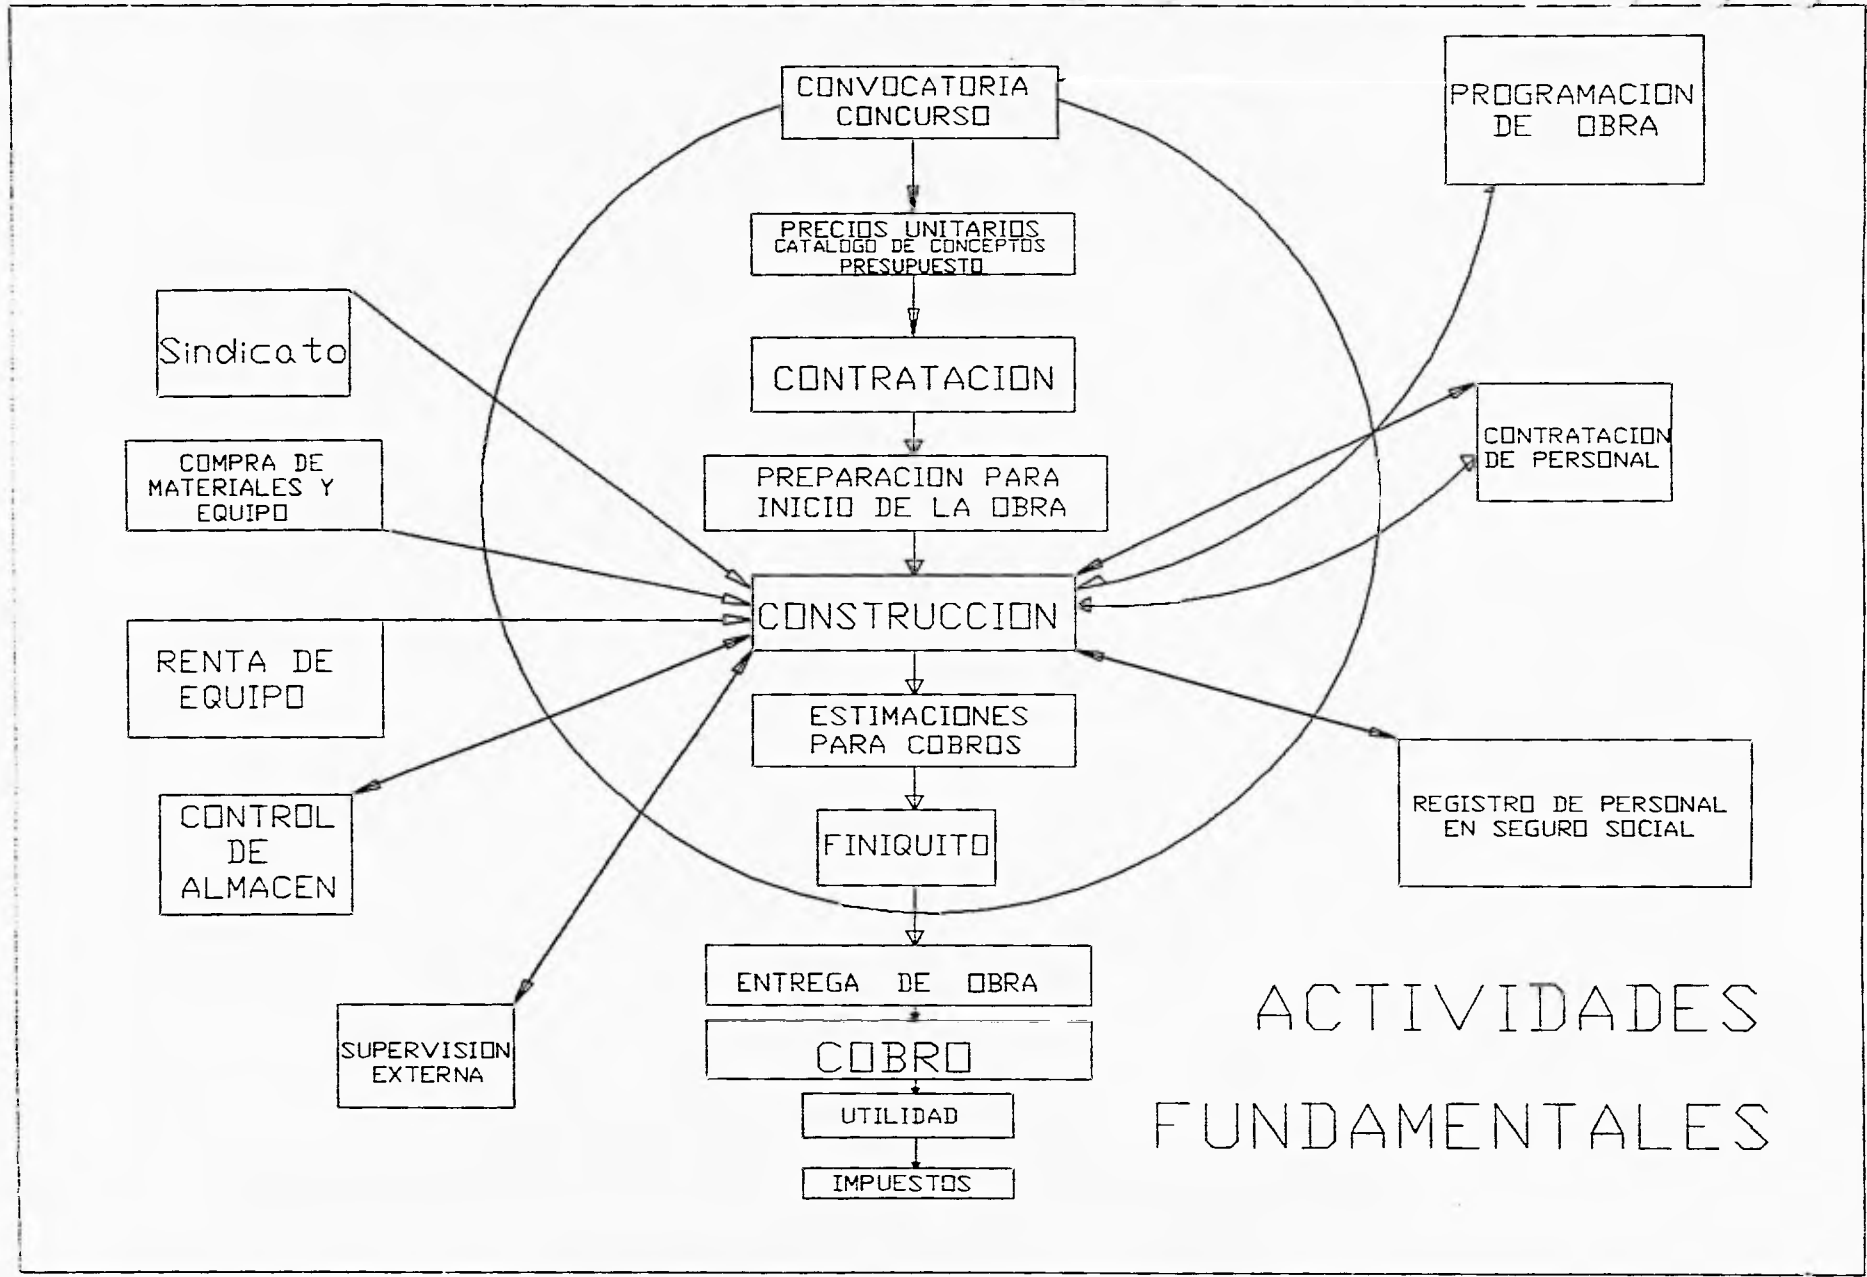 CONVOCATORIA
CONCURSO
PROGRAMACION
DE OBRA
PRECIOS UNITARIOS
CATALOGO DE CONCEPTOS
PRESUPUESTO
Sindicato
CONTRATACION
CONTRATACION
DE PERSONAL
COMPRA DE
MATERIALES Y
EQUIPO
PREPARACION PARA
INICIO DE LA OBRA
CONSTRUCCION
RENTA DE
EQUIPO
ESTIMACIONES
PARA COBROS
CONTROL
DE
ALMACEN
FINIQUITO
REGISTRO DE PERSONAL
EN SEGURO SOCIAL
ENTREGA DE OBRA
SUPERVISION
EXTERNA
COBRO
UTILIDAD
IMPUESTOS
ACTIVIDADES
FUNDAMENTALES